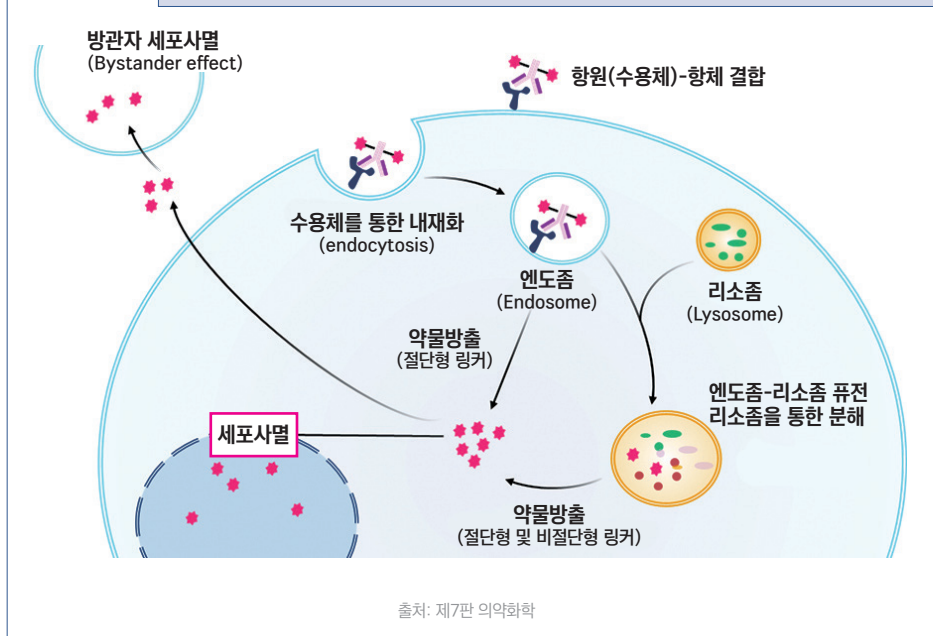 방관자 세포사멸
(Bystander effect)
항원(수용체)-항체 결합
수용체를 통한 내재화
(endocytosis)
엔도좀
(Endosome)
리소좀
(Lysosome)
약물방출
(절단형 링커)
엔도좀-리소좀 퓨전
리소좀을 통한 분해
세포사멸
약물방출
(절단형 및 비절단형 링커)
출처: 제7판 의약화학